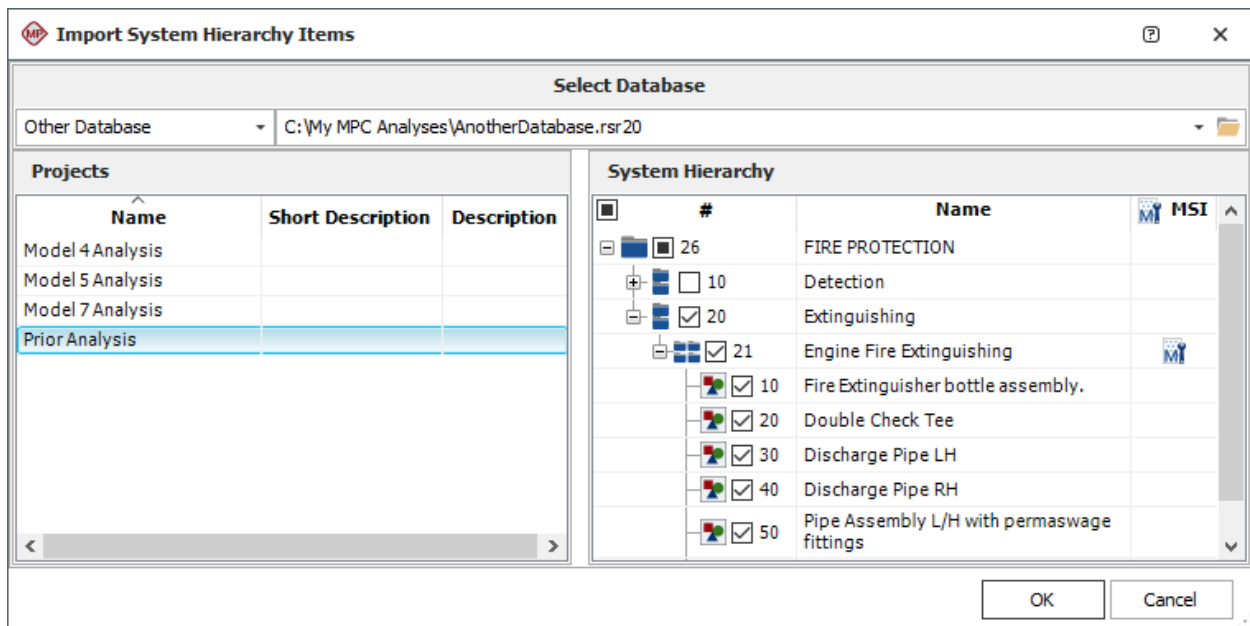 MP Import System Hierarchy Items
Select Database
Other Database C:\My MPC Analyses\AnotherDatabase.rsr20
Projects
Name Short Description Description
Model 4 Analysis
Model 5 Analysis
Model 7 Analysis
Prior Analysis
System Hierarchy
# Name MSI
26 FIRE PROTECTION
10 Detection
20 Extinguishing
21 Engine Fire Extinguishing
10 Fire Extinguisher bottle assembly.
20 Double Check Tee
30 Discharge Pipe LH
40 Discharge Pipe RH
50 Pipe Assembly L/H with permaswage
fittings
OK Cancel